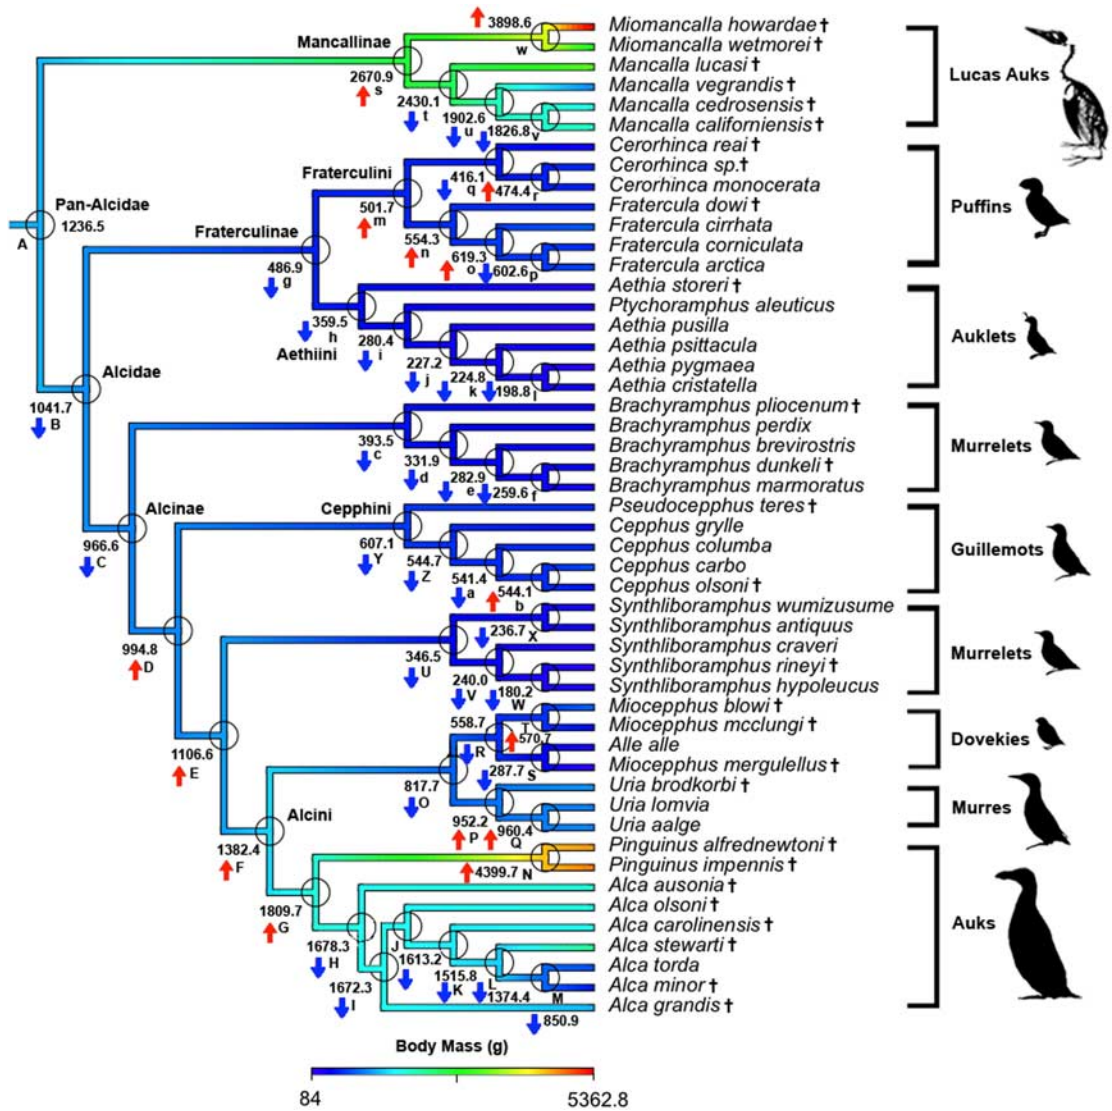 3898.6
w
Miomancalla howardae †
Mancallinae
Miomancalla wetmorei †
Mancalla lucasi †
Lucas Auks
2670.9
s
Mancalla vegrandis †
2430.1
t
Mancalla cedrosensis †
1902.6
u
1826.8
v
Mancalla californiensis †
Cerorhinca reai †
Fraterculini
416.1
q
474.4
r
Cerorhinca sp.†
Cerorhinca monocerata
Pan-Alcidae
1236.5
A
501.7
m
Fratercula dowi †
Puffins
Fraterculinae
554.3
n
Fratercula cirrhata
619.3
o
602.6
p
Fratercula corniculata
Fratercula arctica
486.9
g
Aethia storeri †
359.5
h
Ptychoramphus aleuticus
Aethiini
280.4
i
Aethia pusilla
Auklets
227.2
j
Aethia psittacula
224.8
k
198.8
l
Aethia pygmaea
Aethia cristatella
Alcidae
1041.7
B
Brachyramphus pliocenum †
393.5
c
Brachyramphus perdix
331.9
d
Brachyramphus brevirostris
Murrelets
282.9
e
259.6
f
Brachyramphus dunkeli †
Brachyramphus marmoratus
Alcinae
Cepphini
Pseudocepphus teres †
966.6
C
607.1
Y
Cepphus grylle
544.7
Z
Cepphus columba
Guillemots
541.4
a
544.1
b
Cepphus carbo
Cepphus olsoni †
994.8
D
236.7
X
Synthliboramphus wumizusume
Synthliboramphus antiquus
346.5
U
Synthliboramphus craveri
Murrelets
240.0
V
180.2
W
Synthliboramphus rineyi †
Synthliboramphus hypoleucus
1106.6
E
558.7
R
T
570.7
Miocepphus blowi †
Miocepphus mcclungi †
Dovekies
287.7
S
Alle alle
Miocepphus mergulellus †
Alcini
817.7
O
Uria brodkorbi †
952.2
P
960.4
Q
Uria lomvia
Murres
Uria aalge
1382.4
F
4399.7
N
Pinguinus alfrednewtoni †
Pinguinus impennis †
1809.7
G
Alca ausonia †
1678.3
H
J
1613.2
Alca olsoni †
Auks
1672.3
I
1515.8
K
Alca carolinensis †
L
1374.4
Alca stewarti †
M
Alca torda
Alca minor †
850.9
Alca grandis †
Body Mass (g)
84
5362.8